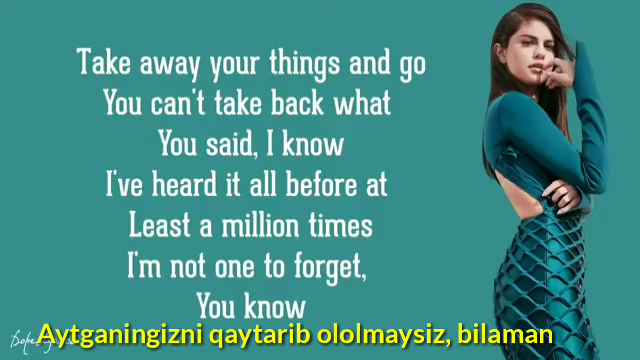 Take away your things and go
You can't take back what
You said, I know
I've heard it all before at
Least a million times
I'm not one to forget,
You know
Aytganingizni qaytarib ololmaysiz, bilaman